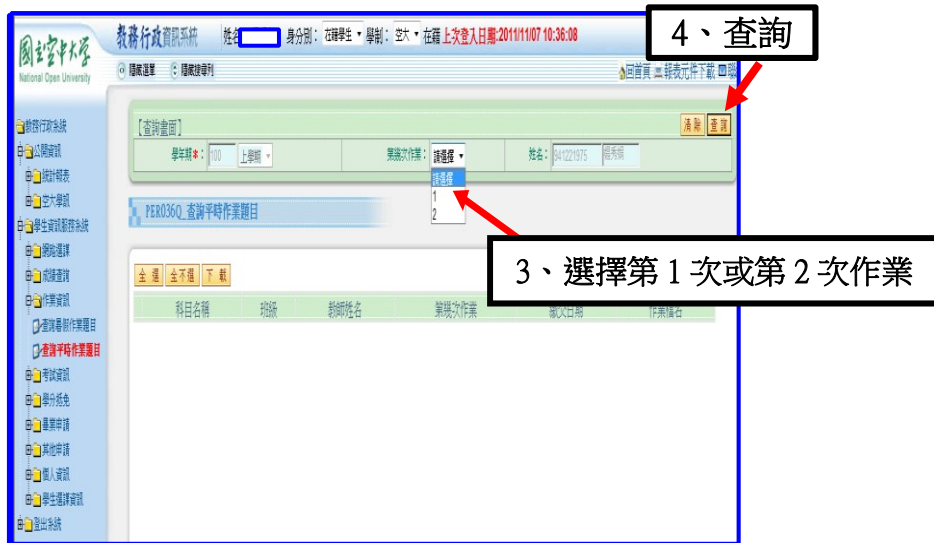 國立空中大學
National Open University
教務行政資訊系統 姓名 身分別： 在籍學生 學制： 空大 在籍 上次登入日期:2011/11/07 10:36:08
隱藏選單 隱藏搜尋列
回首頁 報表元件下載 聯
4、查詢
教務行政系統
公開資訊
統計報表
空大學訊
學生資訊服務系統
網路選課
成績查詢
作業資訊
查詢暑假作業題目
查詢平時作業題目
考試資訊
學分抵免
畢業申請
其他申請
個人資訊
學生選課資訊
登出系統
【查詢畫面】
清除 查詢
學年期*： 100 上學期 第幾次作業： 請選擇 姓名： 941221975
請選擇
1
2
PER036Q_查詢平時作業題目
3、選擇第 1 次或第 2 次作業
全選 全不選 下載
科目名稱 班級 教師姓名 第幾次作業 繳交日期 作業檔名